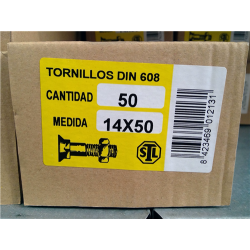 TORNILLOS DIN 608
CANTIDAD 50
MEDIDA 14X50
STL
8 423469 012131